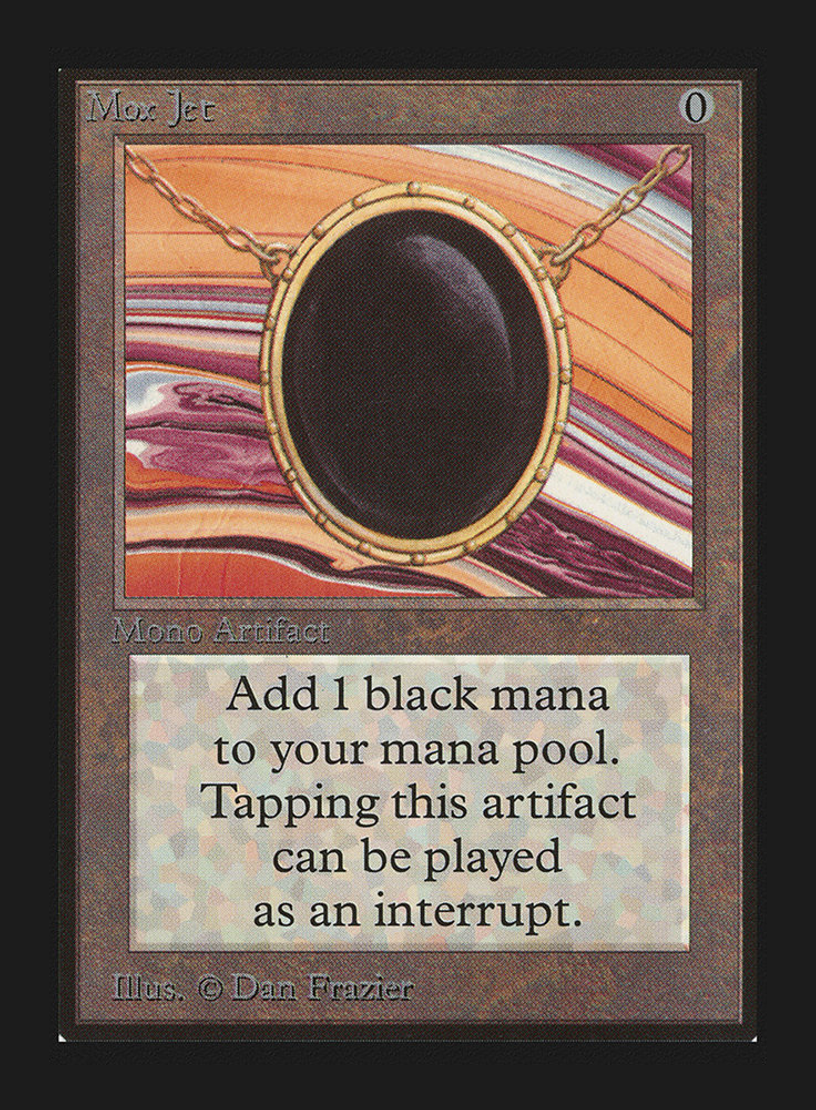 Mox Jet 0
Mono Artifact
Add 1 black mana
to your mana pool.
Tapping this artifact
can be played
as an interrupt.
Illus. © Dan Frazier